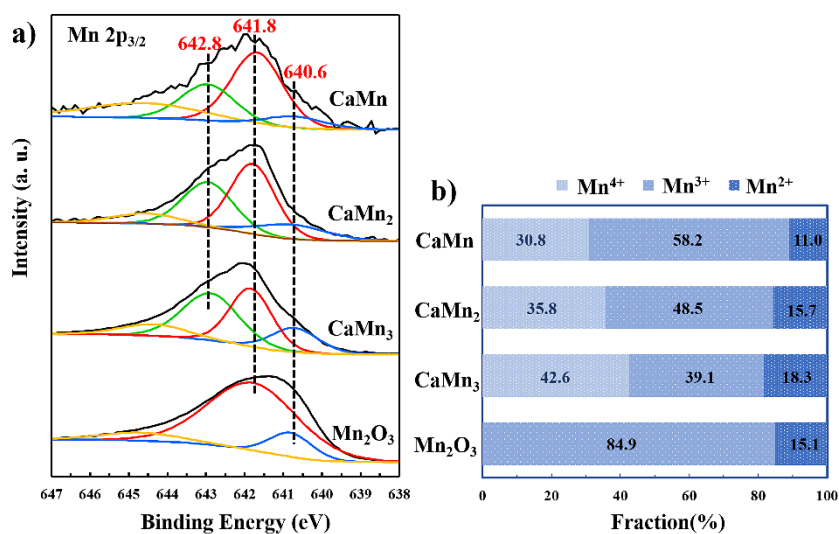 a)
Mn 2p₃/₂
642.8
641.8
640.6
CaMn
CaMn₂
CaMn₃
Mn₂O₃
Intensity (a. u.)
647 646 645 644 643 642 641 640 639 638
Binding Energy (eV)
b)
Mn⁴⁺ Mn³⁺ Mn²⁺
CaMn 30.8 58.2 11.0
CaMn₂ 35.8 48.5 15.7
CaMn₃ 42.6 39.1 18.3
Mn₂O₃ 84.9 15.1
0 20 40 60 80 100
Fraction(%)